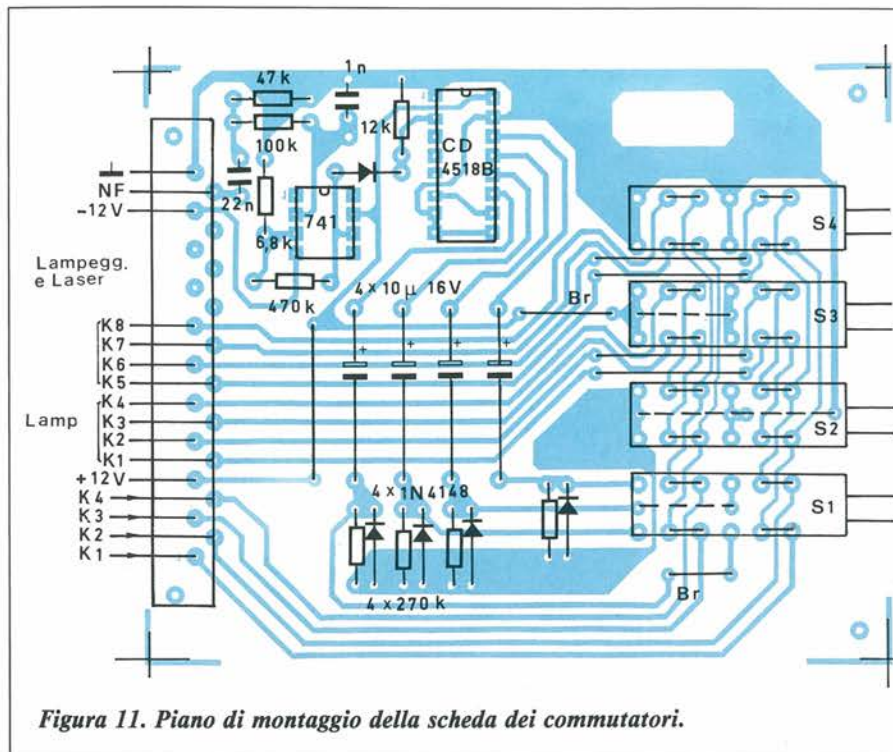 1n
47k
12k
100k
CD
4518B
NF
-12V
22n
741
S4
6,8k
Lampegg.
e Laser
470k
4×10µ 16V
Br
S3
K8
K7
K6
K5
K4
Lamp
K3
K2
K1
S2
+12V
K4
K3
K2
K1
4×1N4148
S1
4×270k
Br
Figura 11. Piano di montaggio della scheda dei commutatori.